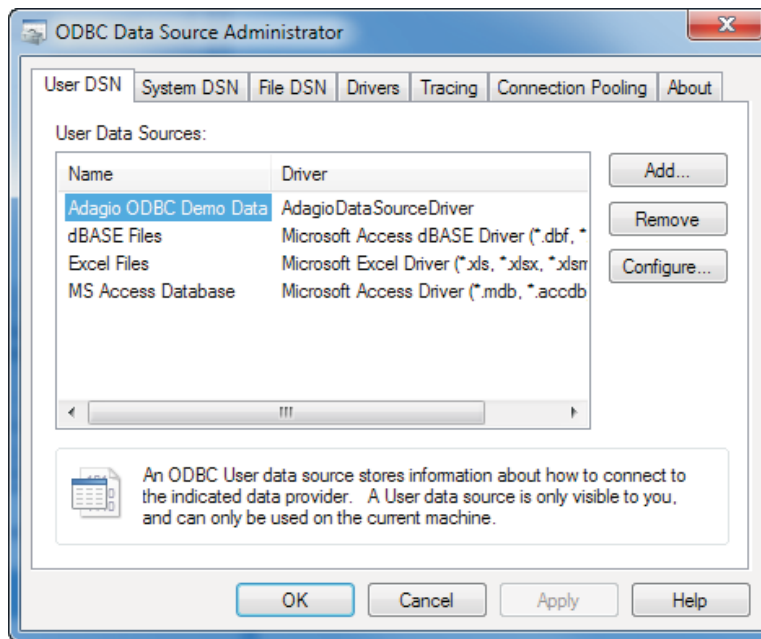 ODBC Data Source Administrator
User DSN System DSN File DSN Drivers Tracing Connection Pooling About
User Data Sources:
Name Driver
Adagio ODBC Demo Data AdagioDataSourceDriver
dBASE Files Microsoft Access dBASE Driver (*.dbf, *
Excel Files Microsoft Excel Driver (*.xls, *.xlsx, *.xlsm
MS Access Database Microsoft Access Driver (*.mdb, *.accdb
Add...
Remove
Configure...
An ODBC User data source stores information about how to connect to
the indicated data provider. A User data source is only visible to you,
and can only be used on the current machine.
OK Cancel Apply Help